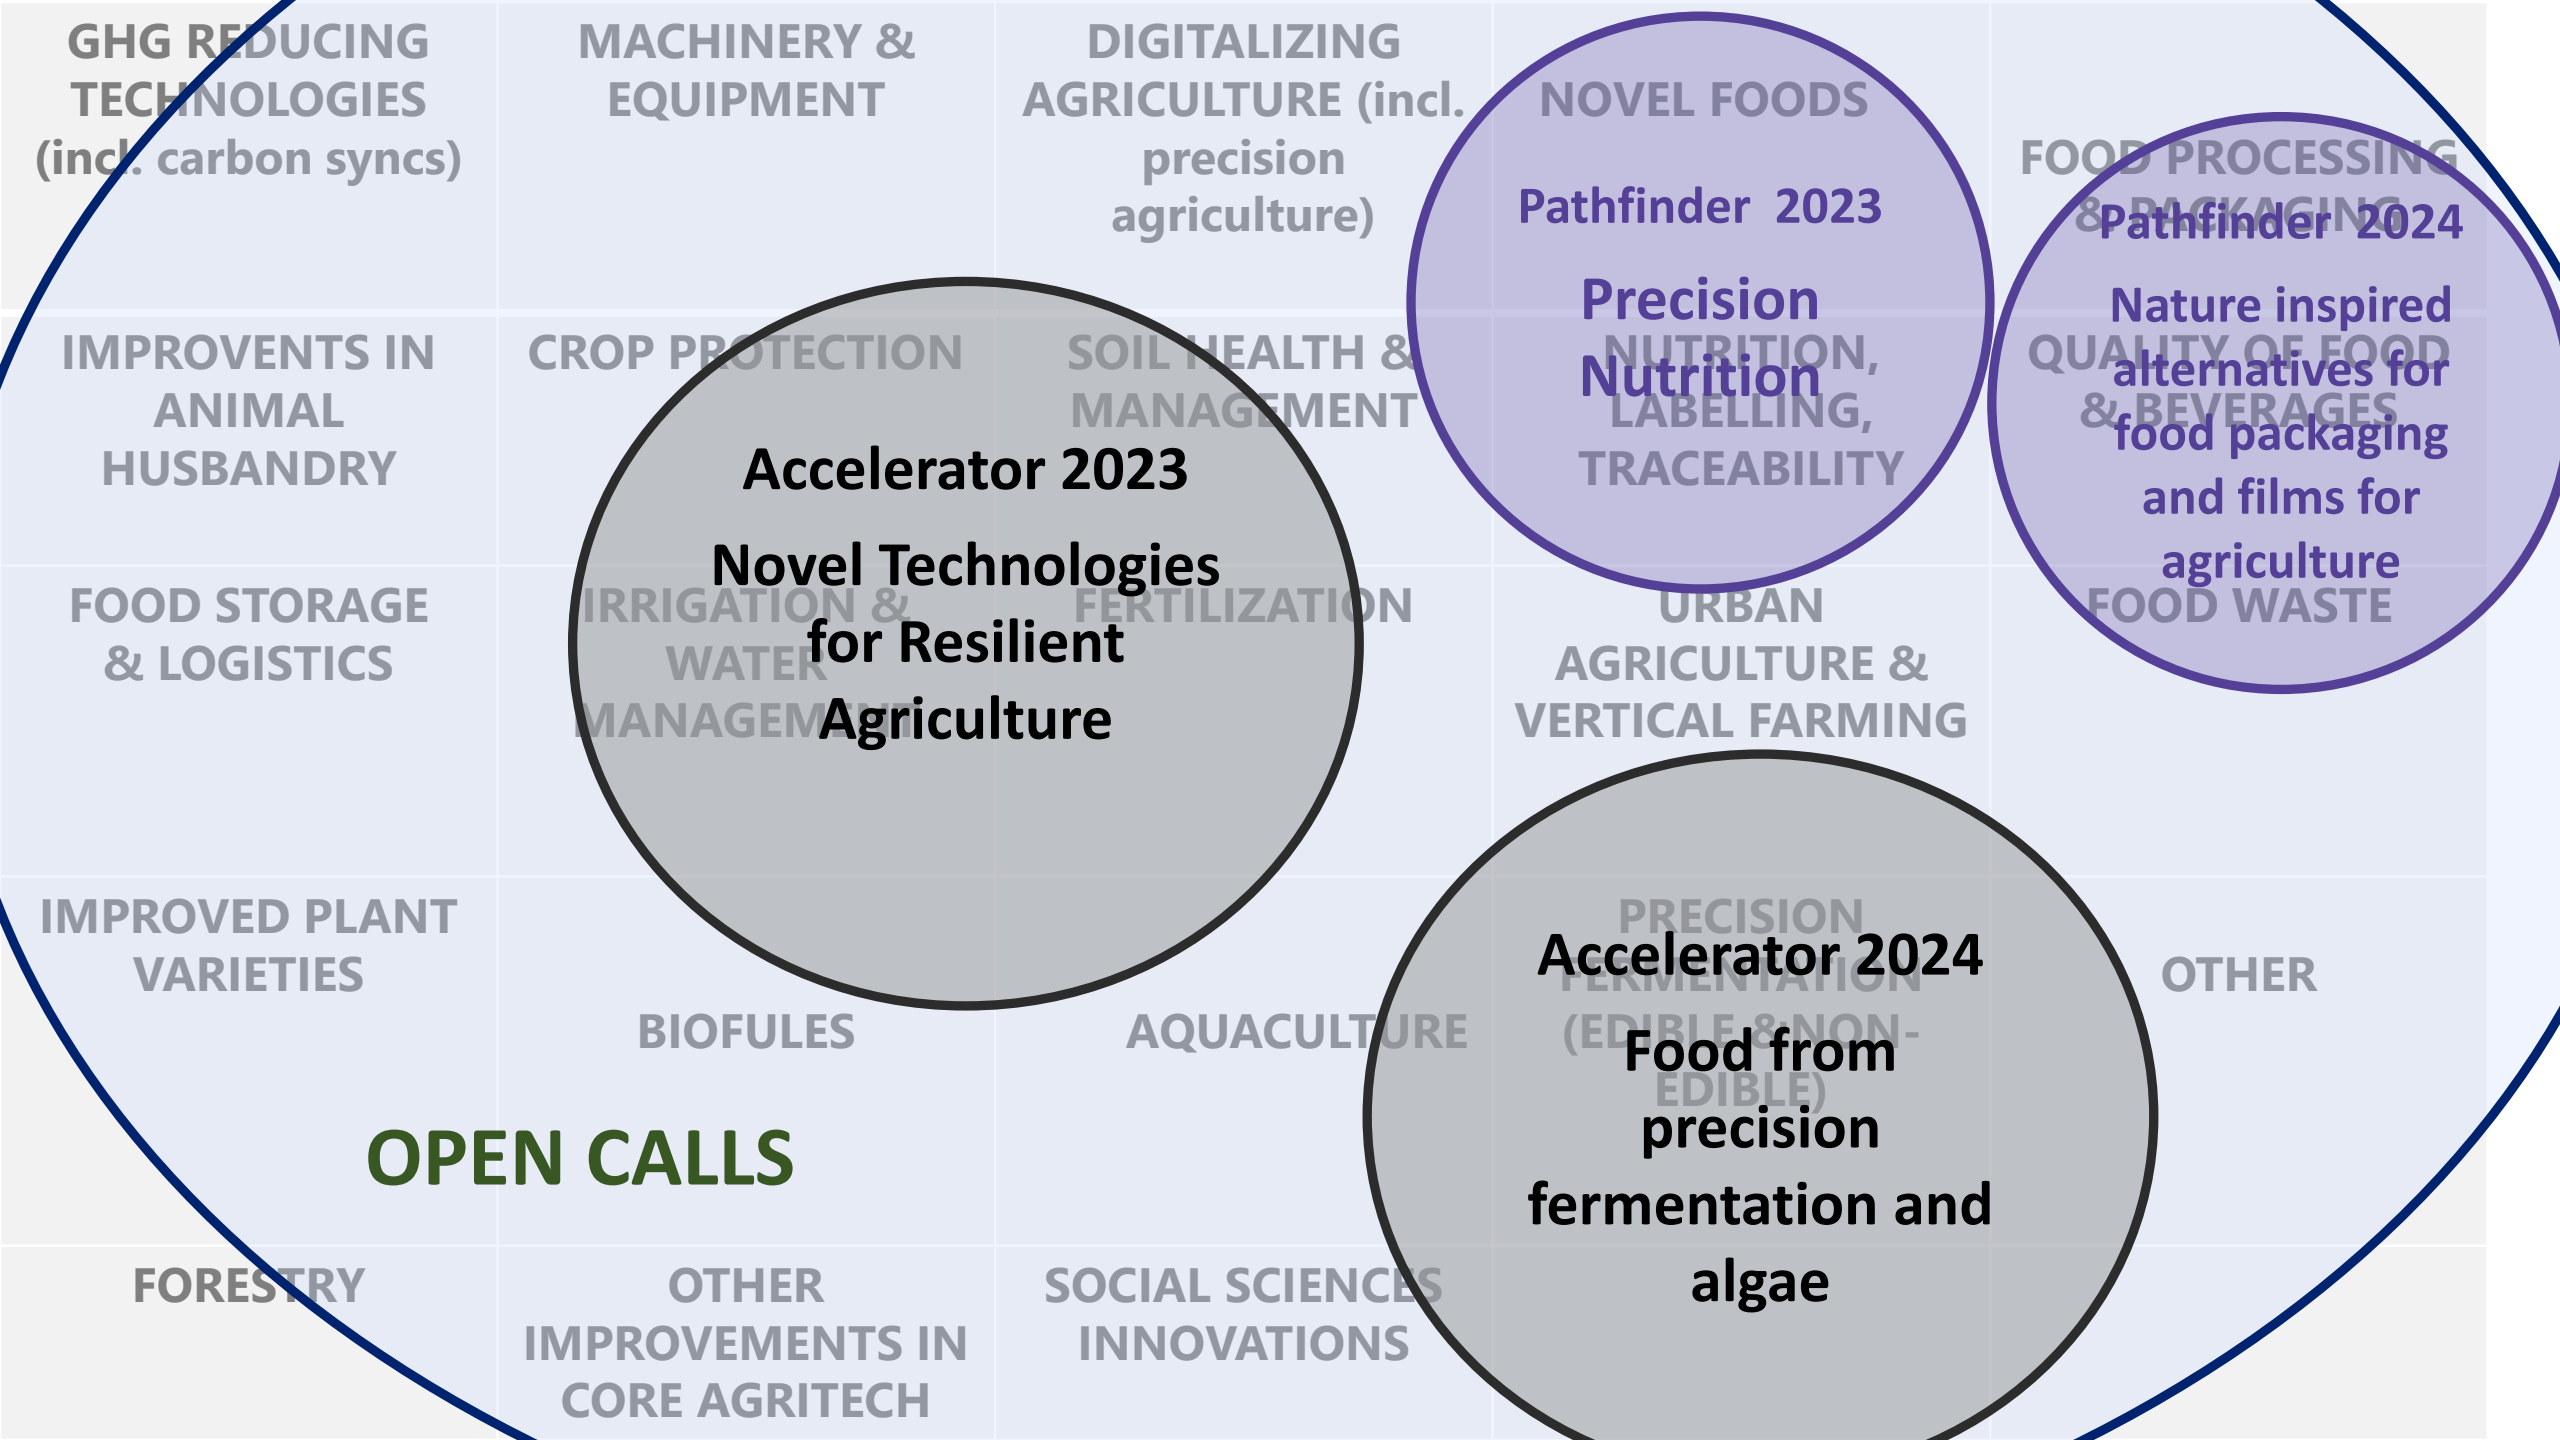 GHG REDUCING
TECHNOLOGIES
(incl. carbon syncs)
MACHINERY &
EQUIPMENT
DIGITALIZING
AGRICULTURE (incl.
precision
agriculture)
NOVEL FOODS
Pathfinder  2023
Precision
Nutrition
FOOD PROCESSING
& PACKAGING
Pathfinder  2024
Nature inspired
alternatives for
food packaging
and films for
agriculture
IMPROVENTS IN
ANIMAL
HUSBANDRY
CROP PROTECTION
SOIL HEALTH &
MANAGEMENT
NUTRITION,
LABELLING,
TRACEABILITY
QUALITY OF FOOD
& BEVERAGES
Accelerator 2023
Novel Technologies
for Resilient
Agriculture
FOOD STORAGE
& LOGISTICS
IRRIGATION &
WATER
MANAGEMENT
FERTILIZATION
URBAN
AGRICULTURE &
VERTICAL FARMING
FOOD WASTE
IMPROVED PLANT
VARIETIES
BIOFULES
AQUACULTURE
PRECISION
FERMENTATION
(EDIBLE & NON-
EDIBLE)
Accelerator 2024
Food from
precision
fermentation and
algae
OTHER
OPEN CALLS
FORESTRY
OTHER
IMPROVEMENTS IN
CORE AGRITECH
SOCIAL SCIENCES
INNOVATIONS